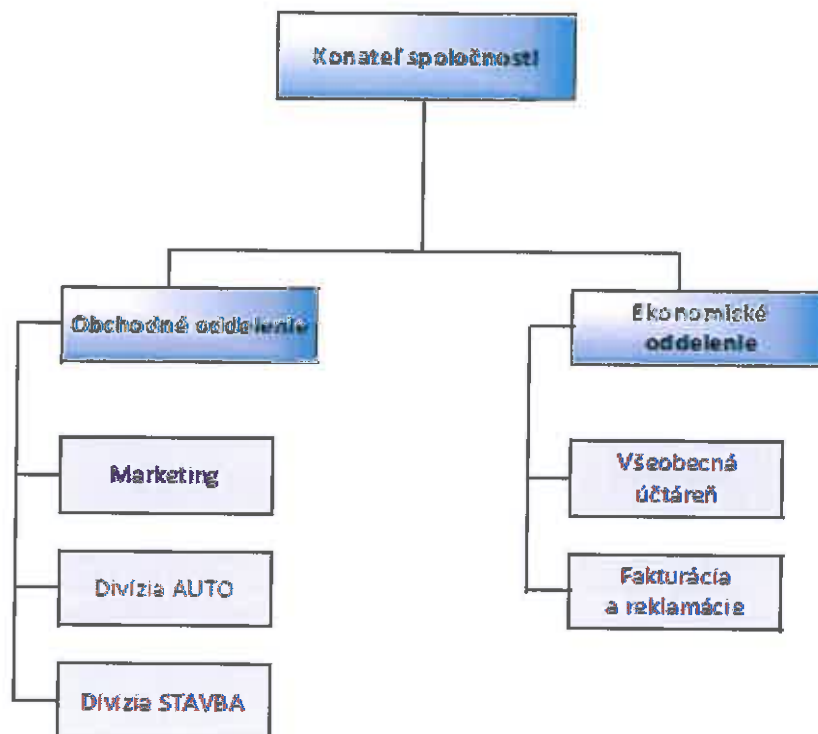 Konateľ spoločnosti
Obchodné oddelenie
Marketing
Divízia AUTO
Divízia STAVBA
Ekonomické
oddelenie
Všeobecná
účtáreň
Fakturácia
a reklamácie